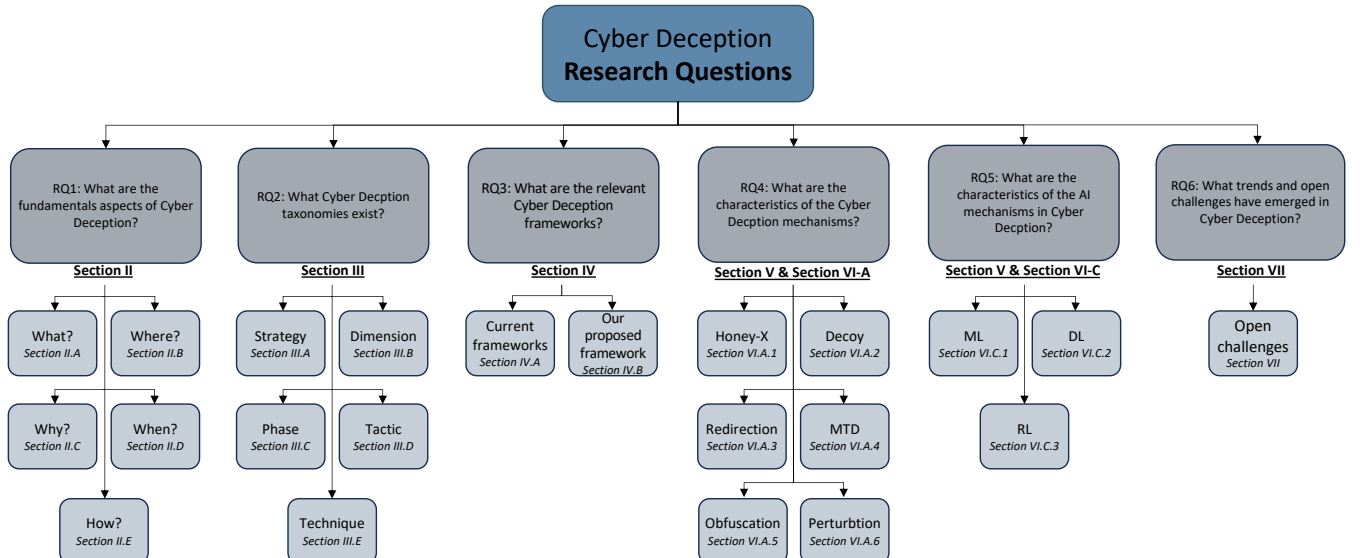 Cyber Deception
Research Questions
RQ1: What are the
fundamentals aspects of Cyber
Deception?
Section II
What?
Section II.A
Where?
Section II.B
Why?
Section II.C
When?
Section II.D
How?
Section II.E
RQ2: What Cyber Decption
taxonomies exist?
Section III
Strategy
Section III.A
Dimension
Section III.B
Phase
Section III.C
Tactic
Section III.D
Technique
Section III.E
RQ3: What are the relevant
Cyber Deception
frameworks?
Section IV
Current
frameworks
Section IV.A
Our
proposed
framework
Section IV.B
RQ4: What are the
characteristics of the Cyber
Decption mechanisms?
Section V & Section VI-A
Honey-X
Section VI.A.1
Decoy
Section VI.A.2
Redirection
Section VI.A.3
MTD
Section VI.A.4
Obfuscation
Section VI.A.5
Perturbtion
Section VI.A.6
RQ5: What are the
characteristics of the AI
mechanisms in Cyber
Decption?
Section V & Section VI-C
ML
Section VI.C.1
DL
Section VI.C.2
RL
Section VI.C.3
RQ6: What trends and open
challenges have emerged in
Cyber Deception?
Section VII
Open
challenges
Section VII